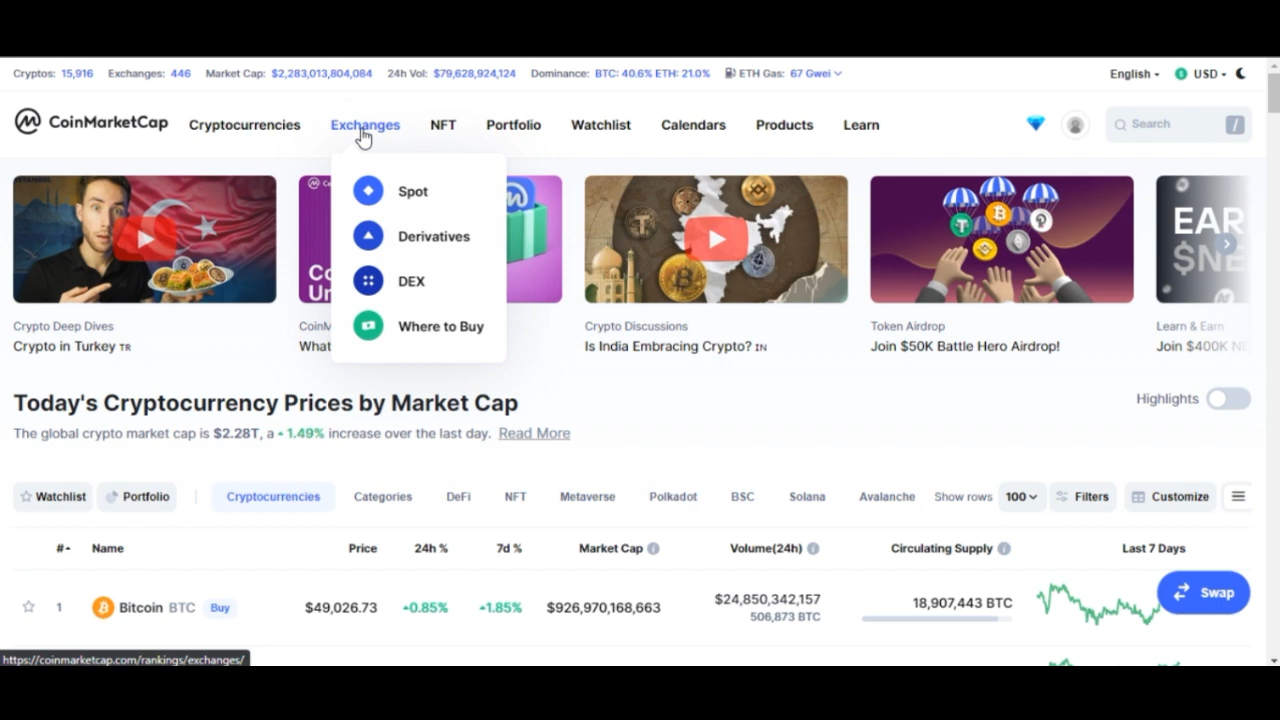 Cryptos: 15,916 Exchanges: 446 Market Cap: $2,283,013,804,084 24h Vol: $79,628,924,124 Dominance: BTC: 40.6% ETH: 21.0% ETH Gas: 67 Gwei English USD
CoinMarketCap Cryptocurrencies Exchanges NFT Portfolio Watchlist Calendars Products Learn Search /
Spot
Derivatives
DEX
Where to Buy
EAR
$NE
Crypto Deep Dives Crypto Discussions Token Airdrop Learn & Earn
Crypto in Turkey TR What Is India Embracing Crypto? IN Join $50K Battle Hero Airdrop! Join $400K NE
Today's Cryptocurrency Prices by Market Cap Highlights
The global crypto market cap is $2.28T, a 1.49% increase over the last day. Read More
Watchlist Portfolio Cryptocurrencies Categories DeFi NFT Metaverse Polkadot BSC Solana Avalanche Show rows 100 Filters Customize
# Name Price 24h % 7d % Market Cap Volume(24h) Circulating Supply Last 7 Days
1 Bitcoin BTC Buy $49,026.73 0.85% 1.85% $926,970,168,663 $24,850,342,157 18,907,443 BTC Swap
506,873 BTC
https://coinmarketcap.com/rankings/exchanges/